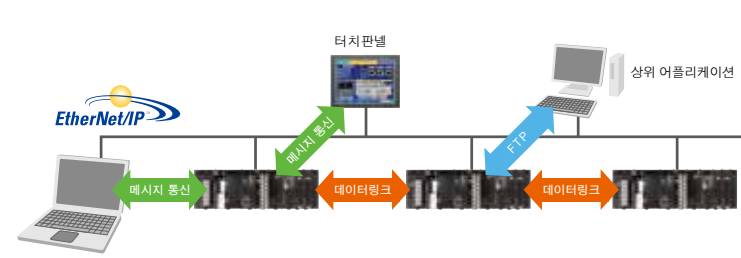 터치판넬
상위 어플리케이션
EtherNet/IP
메시지 통신
FTP
메시지 통신
데이터링크
데이터링크